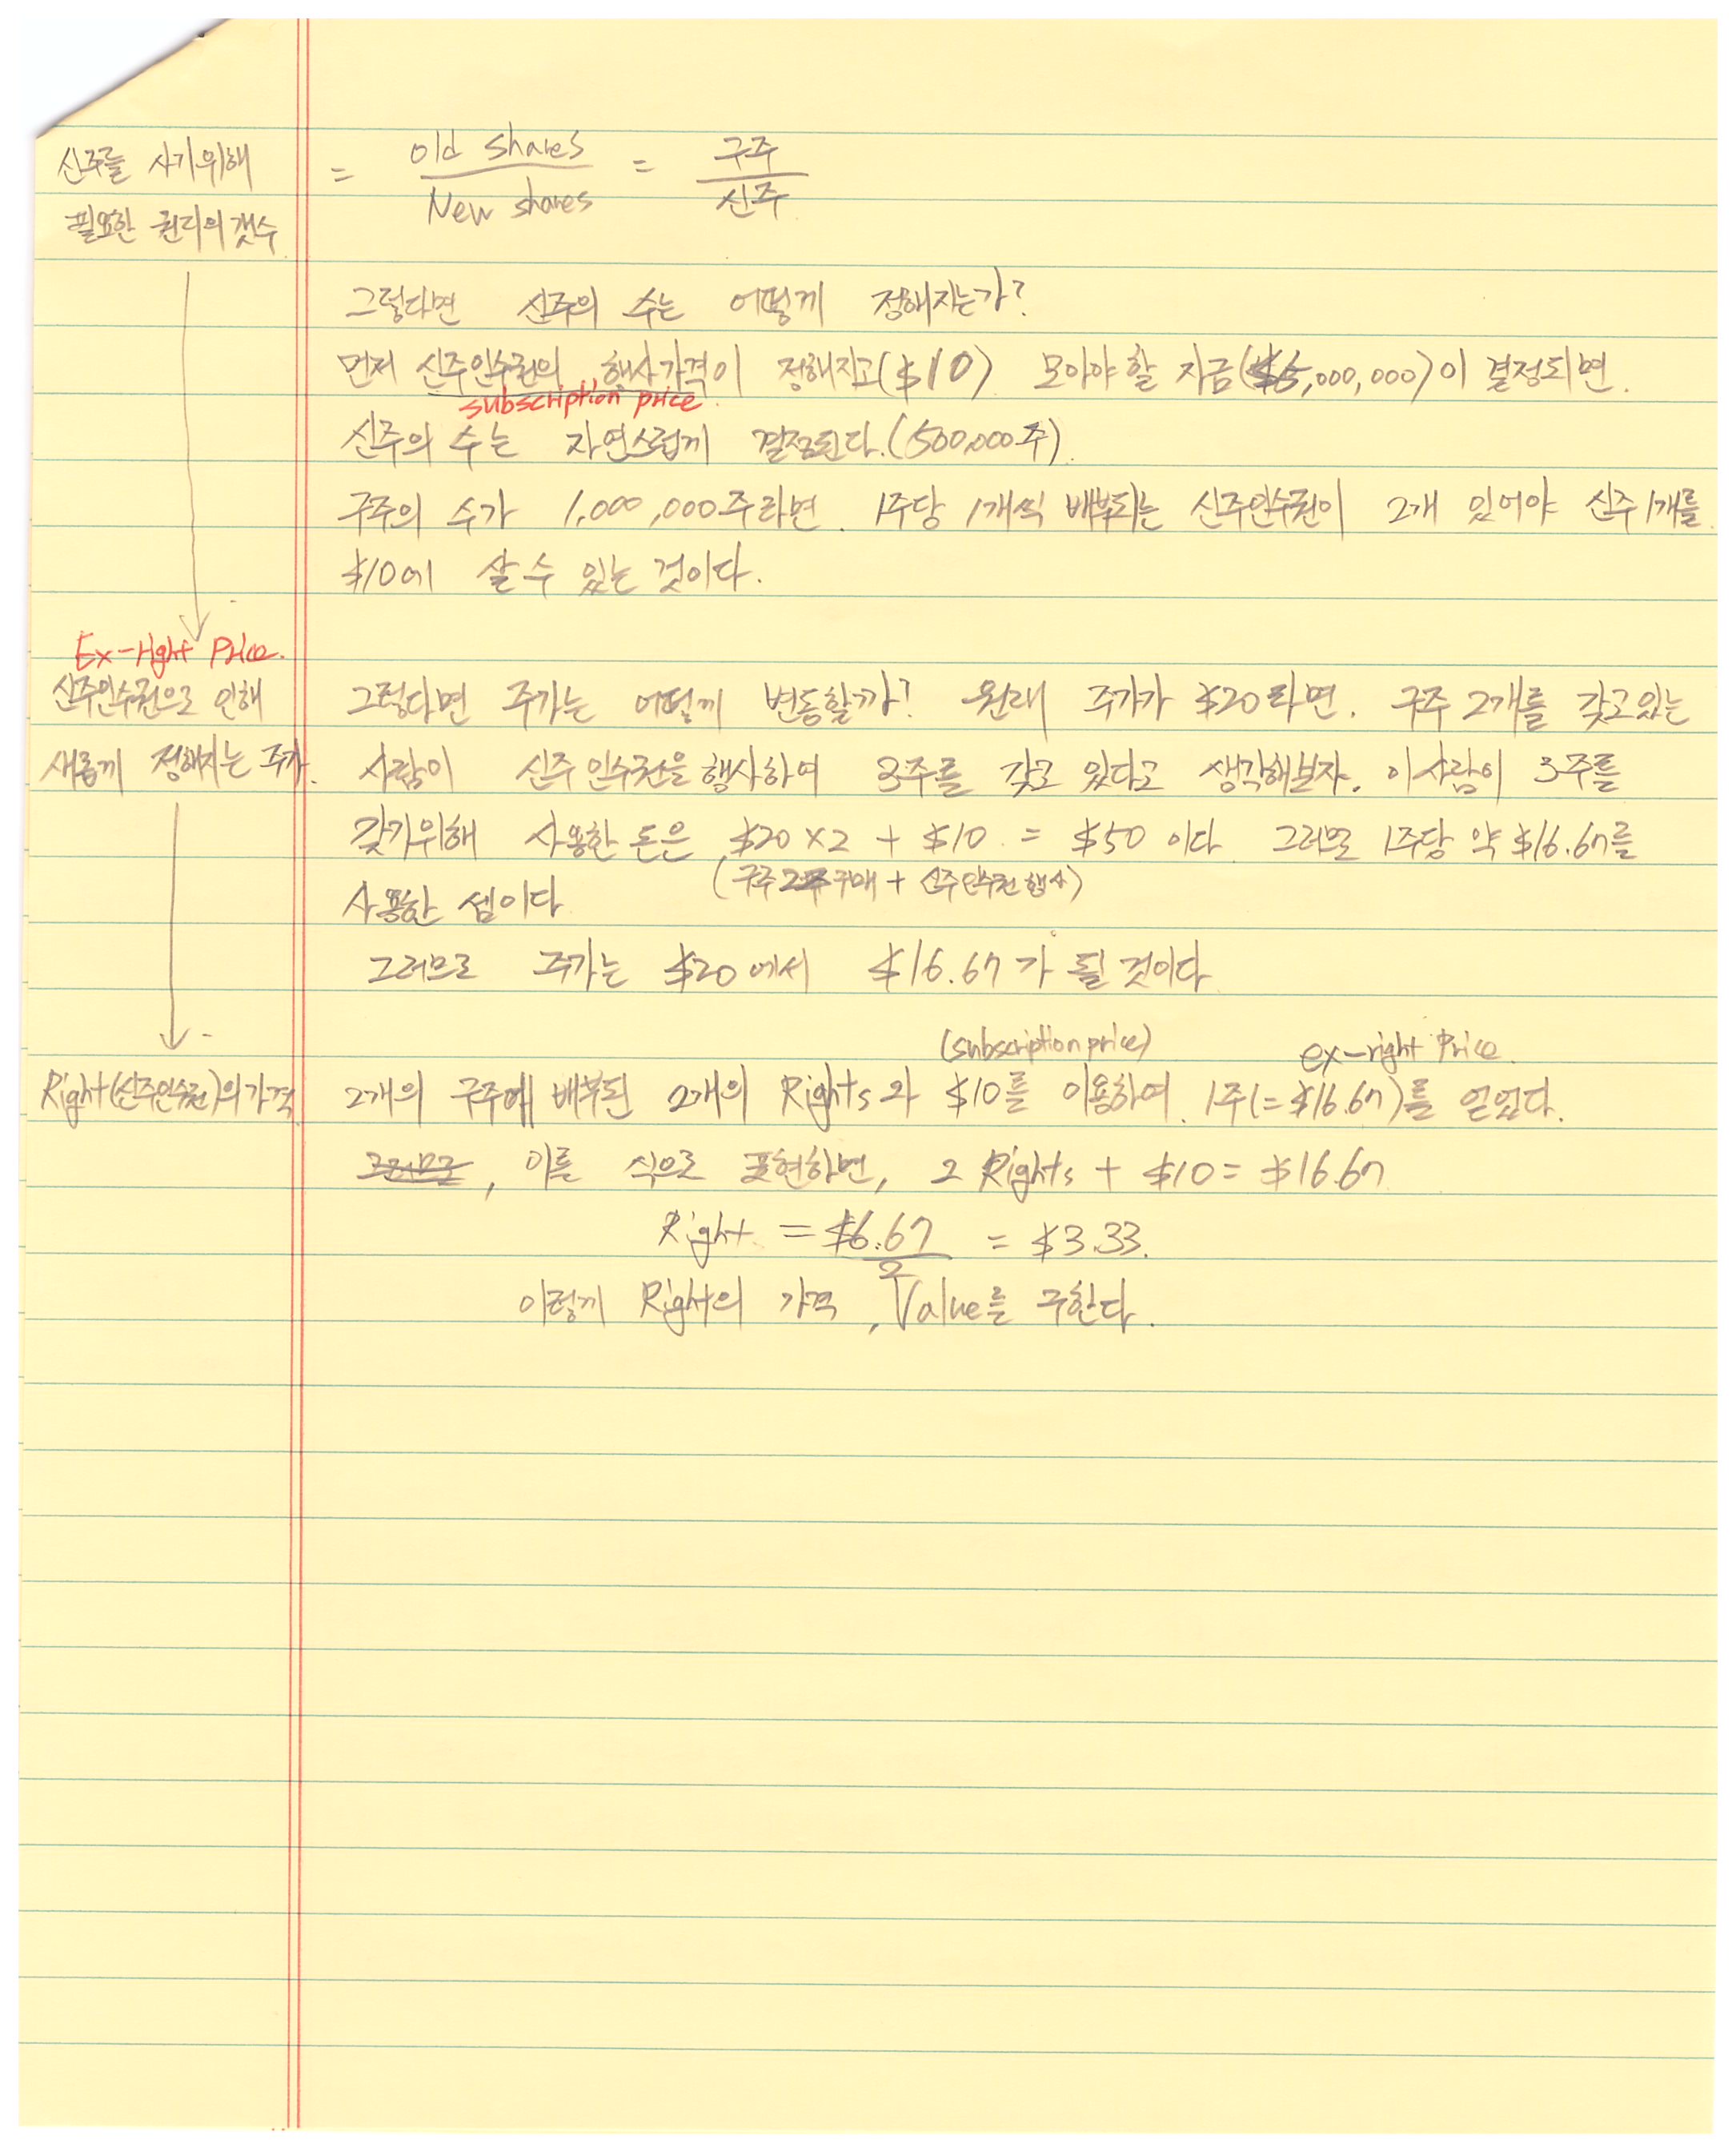 신주를 사기위해 = old shares / New shares = 구주 / 신주
필요한 권리의 갯수
그렇다면 신주의 수는 어떻게 정해지는가?
먼저 신주인수권의 행사가격이 정해지고($10) 모아야 할 자금($5,000,000)이 결정되면.
subscription price
신주의 수는 자연스럽게 결정된다.(500,000주)
구주의 수가 1,000,000주라면. 1주당 1개씩 배부되는 신주인수권이 2개 있어야 신주 1개를
$10에 살 수 있는 것이다.
Ex-right Price.
신주인수권으로 인해
새롭게 정해지는 주가.
그렇다면 주가는 어떻게 변동할까? 원래 주가가 $20라면. 구주 2개를 갖고있는
사람이 신주인수권을 행사하여 3주를 갖고 있다고 생각해보자. 이사람이 3주를
갖기위해 사용한 돈은 $20×2 + $10 = $50 이다. 그러므로 1주당 약 $16.67를
(구주 2주 구매 + 신주인수권 행사)
사용한 셈이다
그러므로 주가는 $20에서 $16.67가 될 것이다
(subscription price) ex-right Price.
Right(신주인수권)의 가격
2개의 구주에 배부된 2개의 Rights와 $10를 이용하여. 1주(=$16.67)를 얻었다.
그러므로, 이를 식으로 표현하면, 2 Rights + $10 = $16.67
Right = $6.67 / 2 = $3.33.
이렇게 Right의 가격, Value를 구한다.